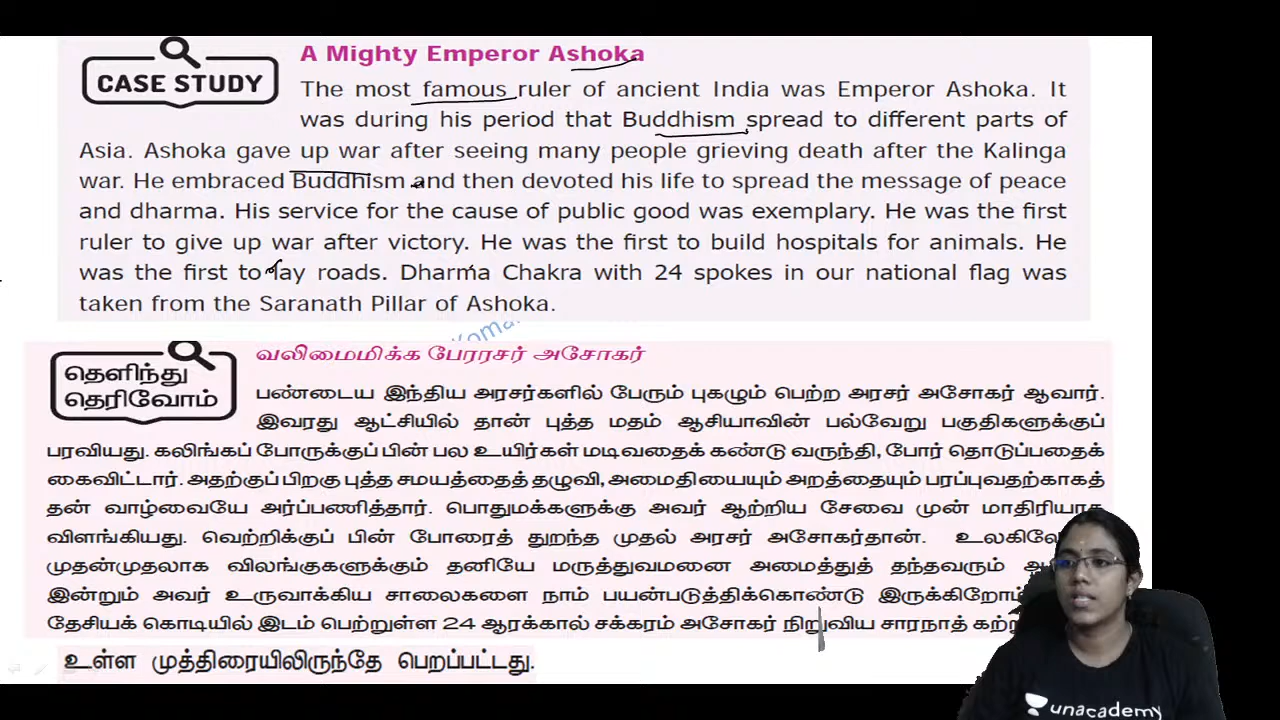 A Mighty Emperor Ashoka
CASE STUDY
The most famous ruler of ancient India was Emperor Ashoka. It
was during his period that Buddhism spread to different parts of
Asia. Ashoka gave up war after seeing many people grieving death after the Kalinga
war. He embraced Buddhism and then devoted his life to spread the message of peace
and dharma. His service for the cause of public good was exemplary. He was the first
ruler to give up war after victory. He was the first to build hospitals for animals. He
was the first to lay roads. Dharma Chakra with 24 spokes in our national flag was
taken from the Saranath Pillar of Ashoka.
வலிமைமிக்க பேரரசர் அசோகர்
தெளிந்து
தெரிவோம்
பண்டைய இந்திய அரசர்களில் பேரும் புகழும் பெற்ற அரசர் அசோகர் ஆவார்.
இவரது ஆட்சியில் தான் புத்த மதம் ஆசியாவின் பல்வேறு பகுதிகளுக்குப்
பரவியது. கலிங்கப் போருக்குப் பின் பல உயிர்கள் மடிவதைக் கண்டு வருந்தி, போர் தொடுப்பதைக்
கைவிட்டார். அதற்குப் பிறகு புத்த சமயத்தைத் தழுவி, அமைதியையும் அறத்தையும் பரப்புவதற்காகத்
தன் வாழ்வையே அர்ப்பணித்தார். பொதுமக்களுக்கு அவர் ஆற்றிய சேவை முன் மாதிரியாக
விளங்கியது. வெற்றிக்குப் பின் போரைத் துறந்த முதல் அரசர் அசோகர்தான்.
முதன்முதலாக விலங்குகளுக்கும் தனியே மருத்துவமனை அமைத்துத் தந்தவரும்
இன்றும் அவர் உருவாக்கிய சாலைகளை நாம் பயன்படுத்திக்கொண்டு
தேசியக் கொடியில் இடம் பெற்றுள்ள 24 ஆரக்கால் சக்கரம் அசோகர் நிறுவிய சாரநாத்
உள்ள முத்திரையிலிருந்தே பெறப்பட்டது.
unacademy